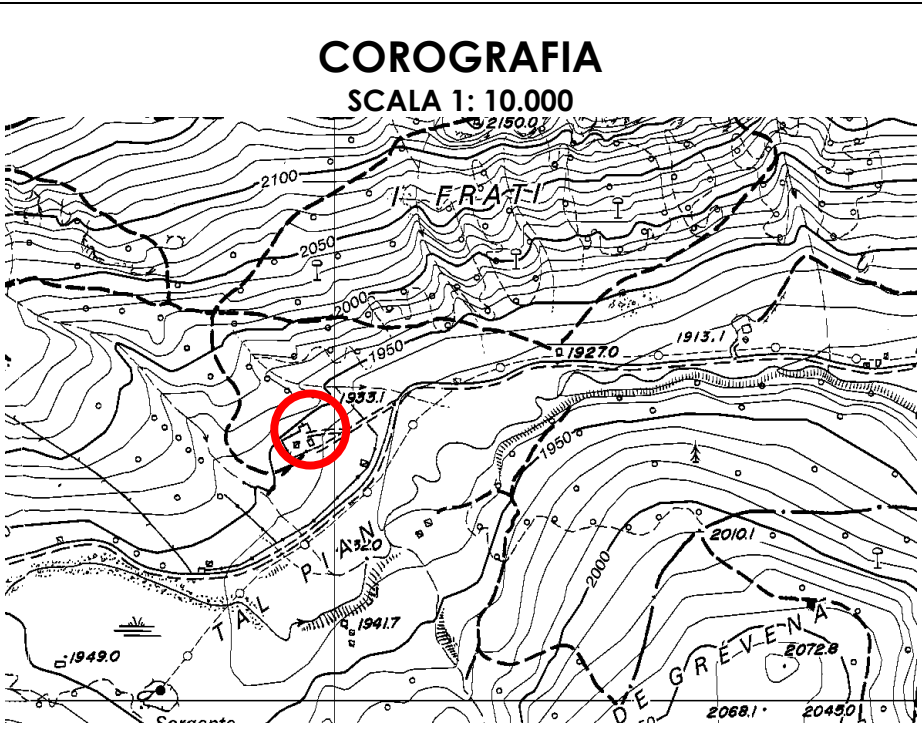 COROGRAFIA
SCALA 1: 10.000
2150.0
2100
I FRATI
2050
2000
1950
1927.0
1913.1
1933.1
1950
TAL PIAN
2010.1
2000
1941.7
1949.0
DE GREVENA
2072.8
2068.1
2045.0
Sorgente